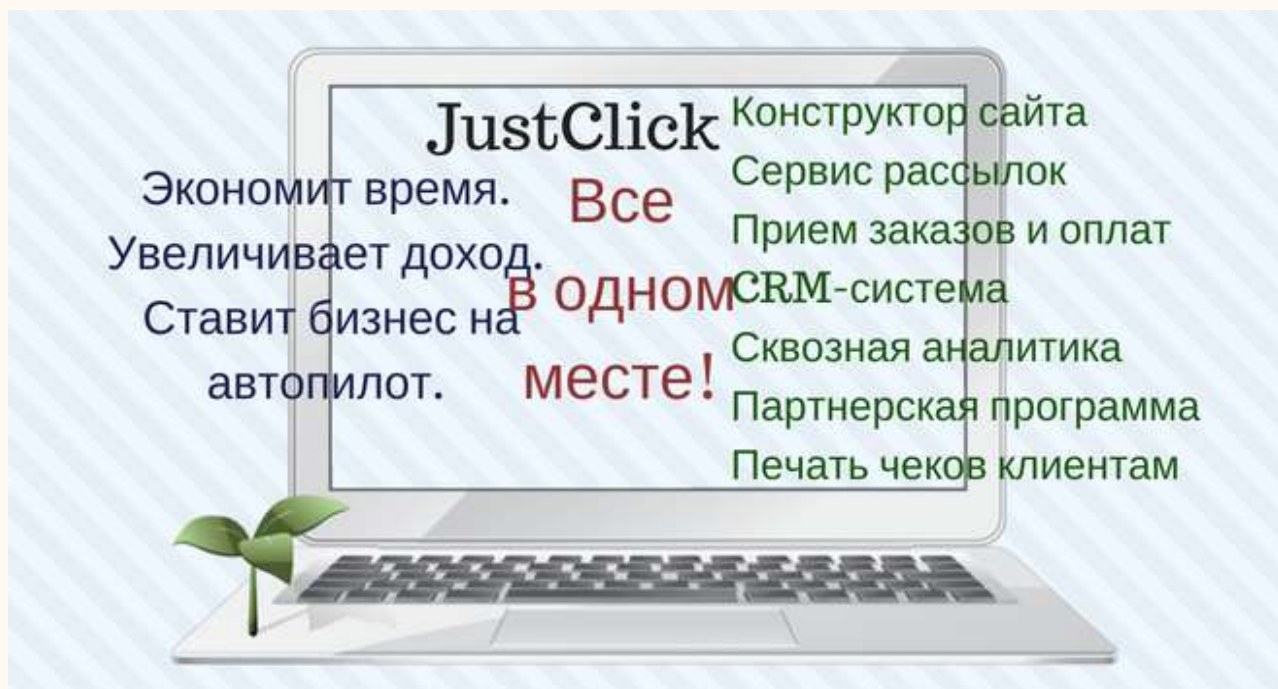 JustClick
Все
в одном
месте!
Экономит время.
Увеличивает доход.
Ставит бизнес на
автопилот.
Конструктор сайта
Сервис рассылок
Прием заказов и оплат
CRM-система
Сквозная аналитика
Партнерская программа
Печать чеков клиентам